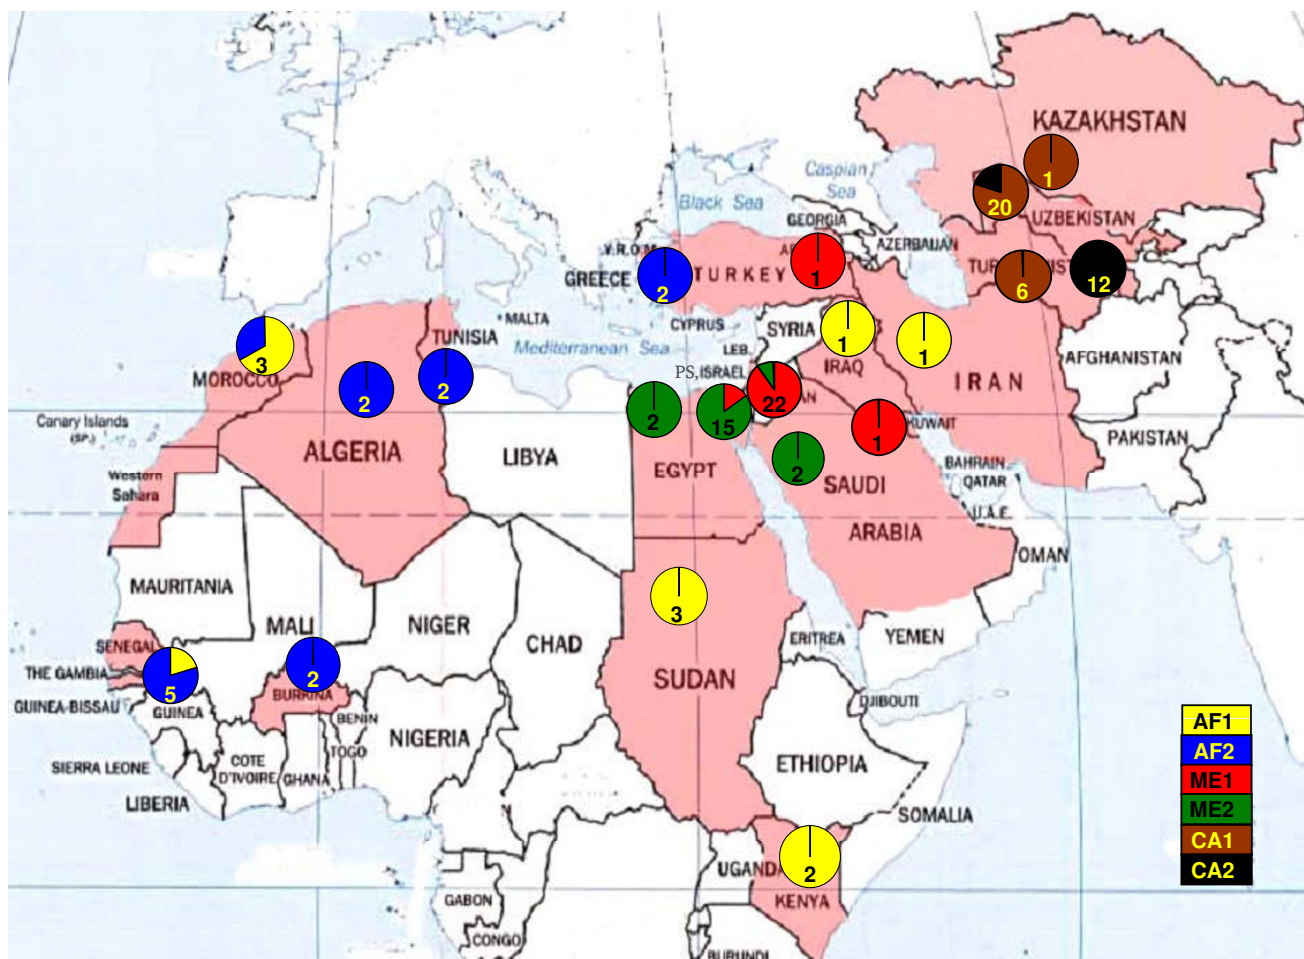 KAZAKHSTAN
Caspian
Sea
1
20
UZBEKISTAN
Black Sea
GEORGIA
AZERBAIJAN
GREECE
2
TURKEY
1
6
12
MALTA
CYPRUS
SYRIA
TUNISIA
Mediterranean Sea
LEB.
1
1
AFGHANISTAN
3
MOROCCO
PS,ISRAEL
IRAQ
IRAN
2
2
2
15
22
1
KUWAIT
Canary Islands
(SP.)
PAKISTAN
ALGERIA
LIBYA
EGYPT
2
BAHRAIN
QATAR
Western
Sahara
SAUDI
ARABIA
U.A.E.
OMAN
MAURITANIA
3
MALI
NIGER
CHAD
ERITREA
YEMEN
SENEGAL
THE GAMBIA
5
2
SUDAN
BURKINA
GUINEA-BISSAU
GUINEA
BENIN
DJIBOUTI
NIGERIA
TOGO
SIERRA LEONE
COTE
D'IVOIRE
GHANA
ETHIOPIA
LIBERIA
SOMALIA
UGANDA
2
KENYA
GABON
CONGO
BURUNDI
AF1
AF2
ME1
ME2
CA1
CA2